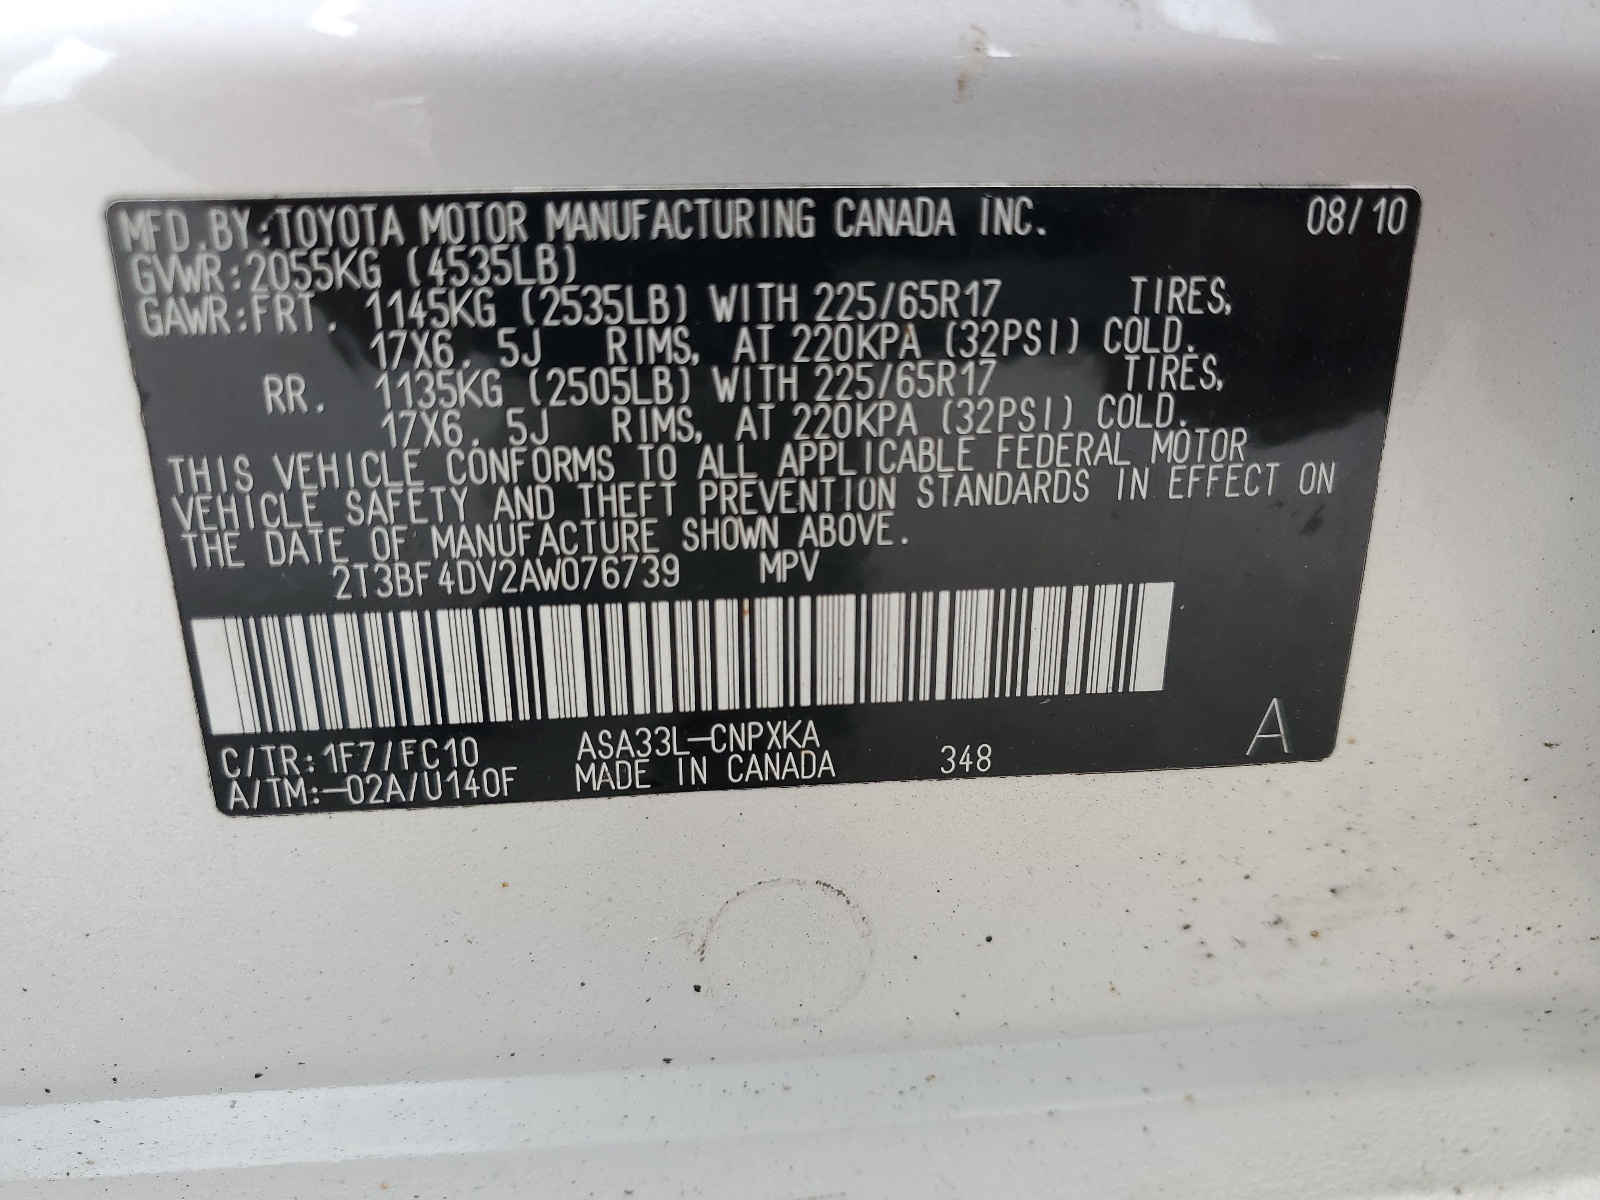 MFD.BY:TOYOTA MOTOR MANUFACTURING CANADA INC. 08/10
GVWR:2055KG (4535LB)
GAWR:FRT. 1145KG (2535LB) WITH 225/65R17 TIRES,
17X6.5J RIMS, AT 220KPA (32PSI) COLD.
RR. 1135KG (2505LB) WITH 225/65R17 TIRES,
17X6.5J RIMS, AT 220KPA (32PSI) COLD.
THIS VEHICLE CONFORMS TO ALL APPLICABLE FEDERAL MOTOR
VEHICLE SAFETY AND THEFT PREVENTION STANDARDS IN EFFECT ON
THE DATE OF MANUFACTURE SHOWN ABOVE.
2T3BF4DV2AW076739 MPV
C/TR:1F7/FC10 ASA33L-CNPXKA
A/TM:-02A/U140F MADE IN CANADA 348 A